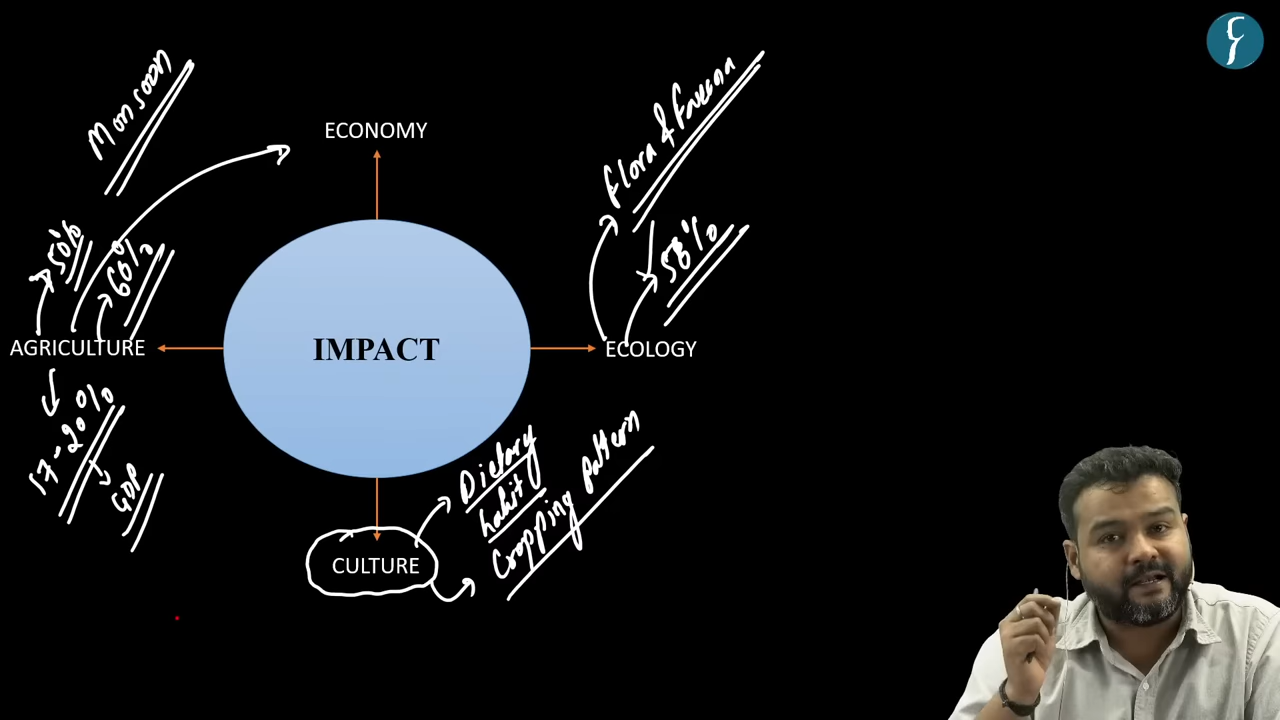 Monsoon
ECONOMY
Flora & Fauna
50%
60%
58%
AGRICULTURE
IMPACT
ECOLOGY
17-20%
GDP
Dietary
habit
Cropping pattern
CULTURE